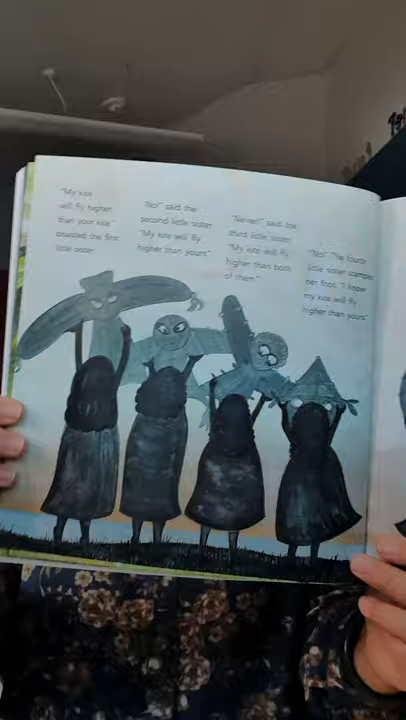 "My kite
will fly higher
than your kite"
boasted the first
little sister.
"No!" said the
second little sister.
"My kite will fly
higher than yours".
"Never!" said the
third little sister.
"My kite will fly
higher than both
of them."
"No!" The fourth
little sister stamped
her foot. "I know
my kite will fly
higher than yours".